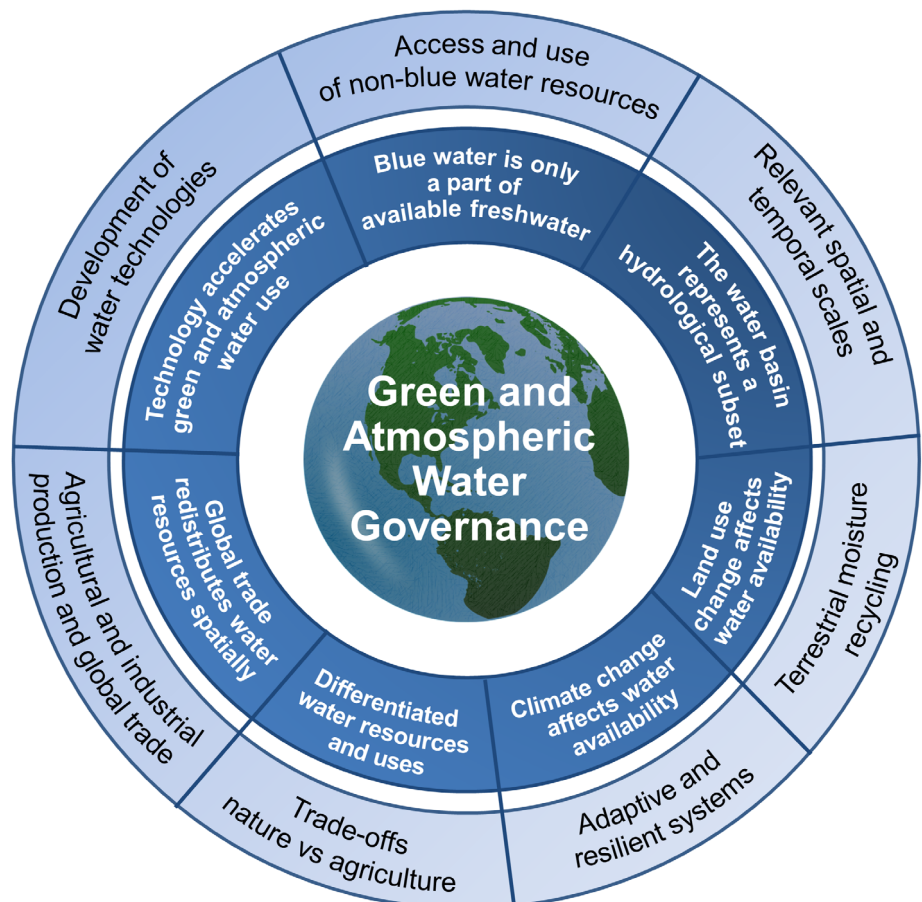 Access and use
of non-blue water resources
Relevant spatial and
temporal scales
Terrestrial moisture
recycling
Adaptive and
resilient systems
Trade-offs
nature vs agriculture
Agricultural and industrial
production and global trade
Development of
water technologies
Blue water is only
a part of
available freshwater
The water basin
represents a
hydrological subset
Land use
change affects
water availability
Climate change
affects water
availability
Differentiated
water resources
and uses
Global trade
redistributes water
resources spatially
Technology accelerates
green and atmospheric
water use
Green and
Atmospheric
Water
Governance